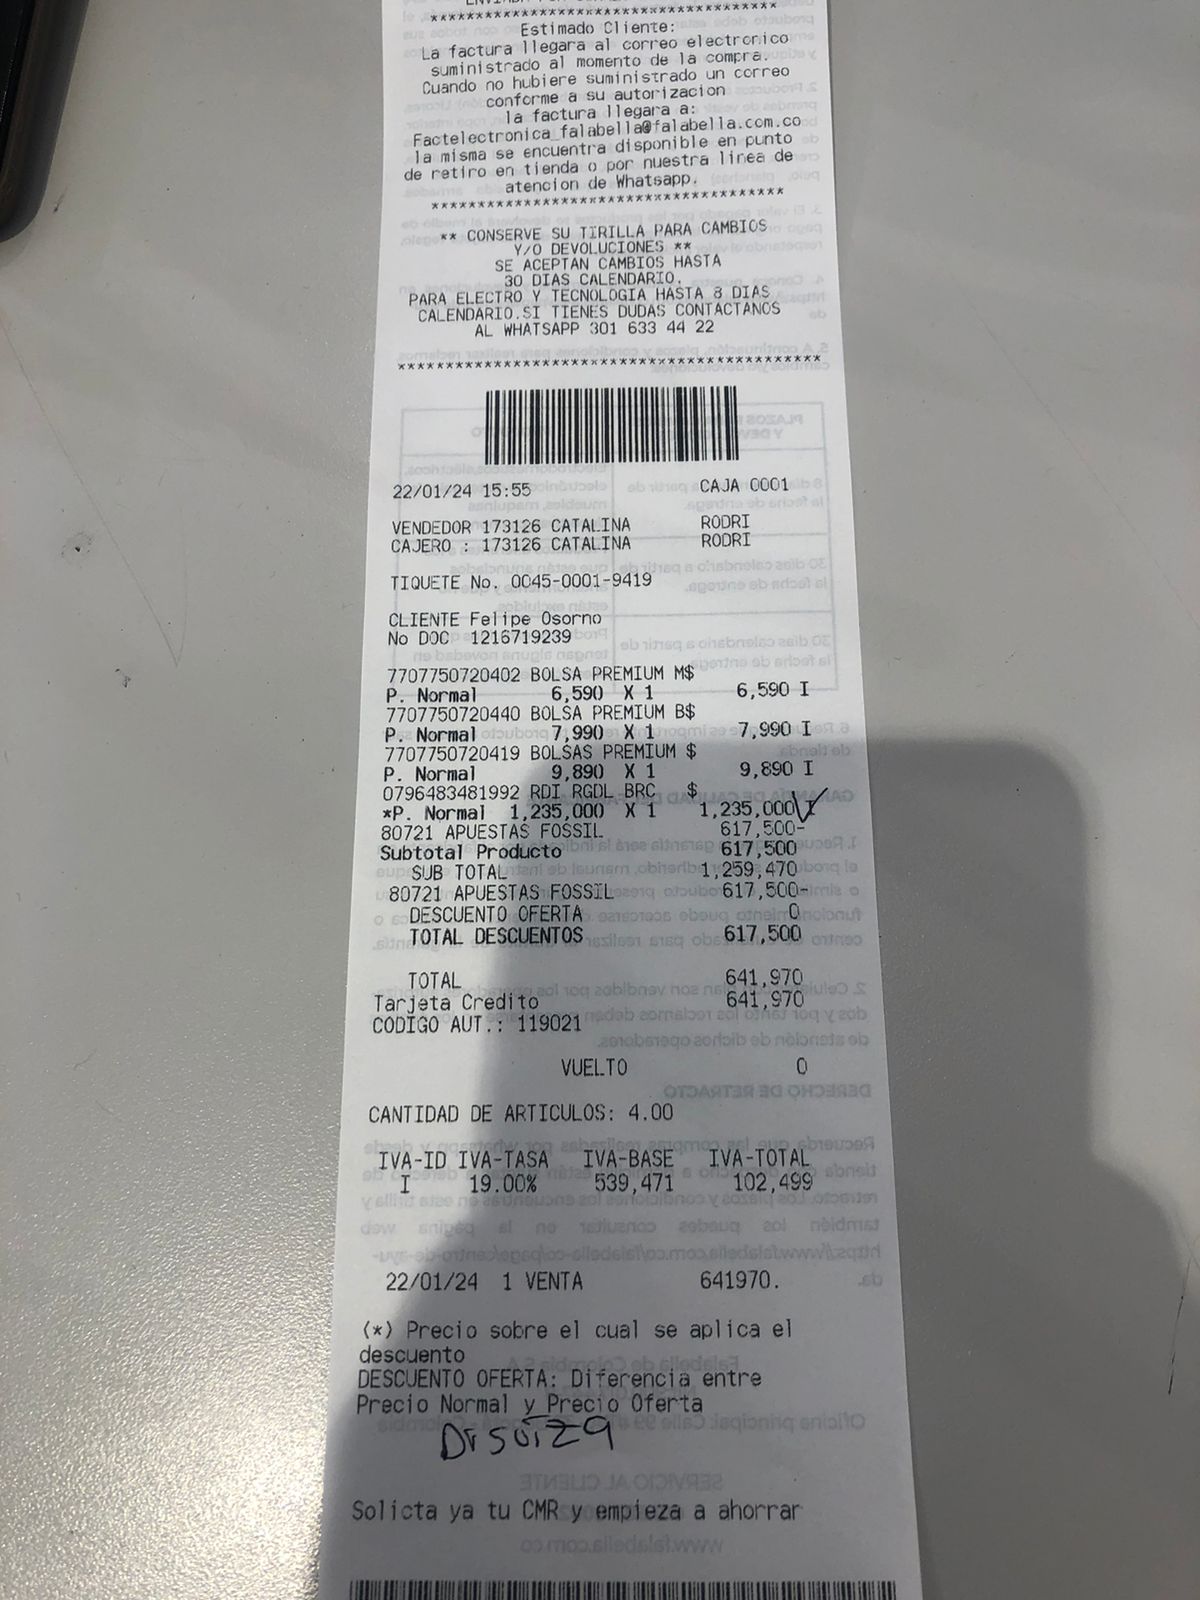 ***************************************
Estimado Cliente:
La factura llegara al correo electronico
suministrado al momento de la compra.
Cuando no hubiere suministrado un correo
conforme a su autorizacion
la factura llegara a:
Factelectronica_falabella@falabella.com.co
la misma se encuentra disponible en punto
de retiro en tienda o por nuestra linea de
atencion de Whatsapp.
***************************************
** CONSERVE SU TIRILLA PARA CAMBIOS
Y/O DEVOLUCIONES **
SE ACEPTAN CAMBIOS HASTA
30 DIAS CALENDARIO.
PARA ELECTRO Y TECNOLOGIA HASTA 8 DIAS
CALENDARIO.SI TIENES DUDAS CONTACTANOS
AL WHATSAPP 301 633 44 22
******************************************
22/01/24 15:55 CAJA 0001
VENDEDOR 173126 CATALINA RODRI
CAJERO : 173126 CATALINA RODRI
TIQUETE No. 0045-0001-9419
CLIENTE Felipe Osorno
No DOC 1216719239
7707750720402 BOLSA PREMIUM M$
P. Normal 6,590 X 1 6,590 I
7707750720440 BOLSA PREMIUM B$
P. Normal 7,990 X 1 7,990 I
7707750720419 BOLSAS PREMIUM $
P. Normal 9,890 X 1 9,890 I
0796483481992 RDI RGDL BRC $
*P. Normal 1,235,000 X 1 1,235,000 I
80721 APUESTAS FOSSIL 617,500-
Subtotal Producto 617,500
SUB TOTAL 1,259,470
80721 APUESTAS FOSSIL 617,500-
DESCUENTO OFERTA 0
TOTAL DESCUENTOS 617,500
TOTAL 641,970
Tarjeta Credito 641,970
CODIGO AUT.: 119021
VUELTO 0
CANTIDAD DE ARTICULOS: 4.00
IVA-ID IVA-TASA IVA-BASE IVA-TOTAL
I 19.00% 539,471 102,499
22/01/24 1 VENTA 641970.
(*) Precio sobre el cual se aplica el
descuento
DESCUENTO OFERTA: Diferencia entre
Precio Normal y Precio Oferta
Solicta ya tu CMR y empieza a ahorrar